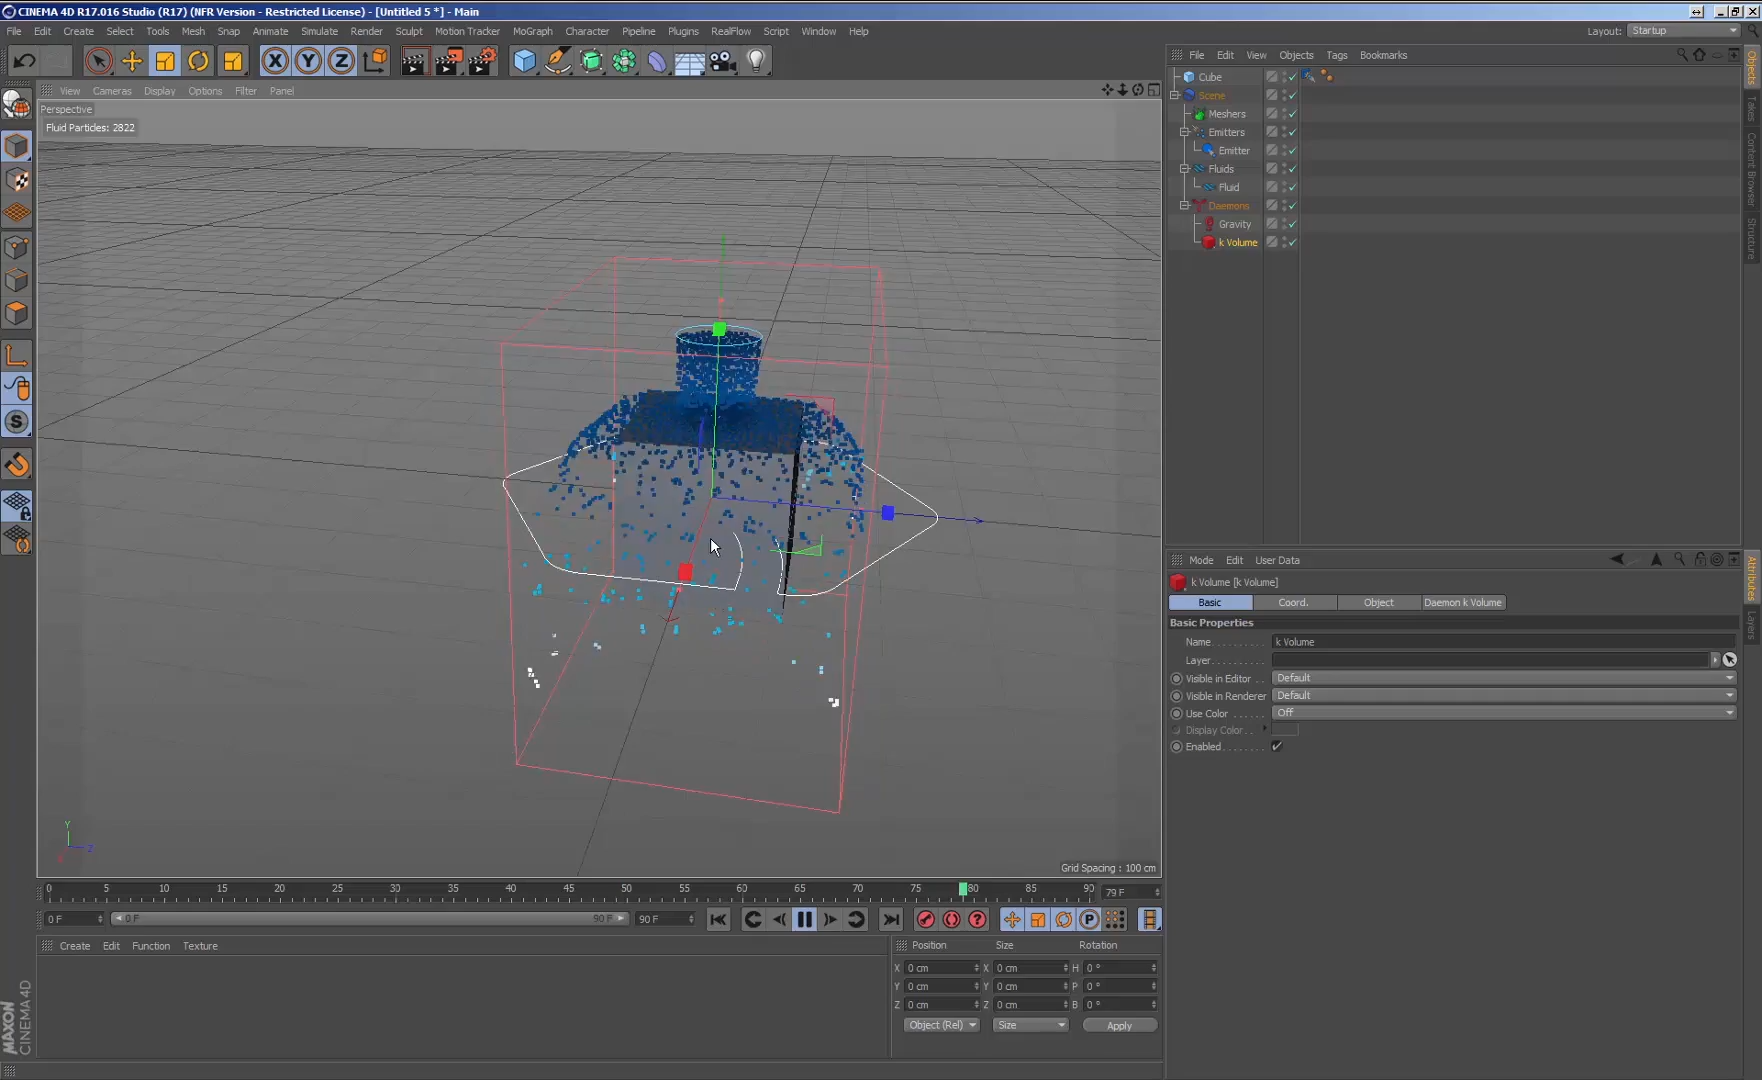 CINEMA 4D R17.016 Studio (R17) (NFR Version - Restricted License) - [Untitled 5 *] - Main
File Edit Create Select Tools Mesh Snap Animate Simulate Render Sculpt Motion Tracker MoGraph Character Pipeline Plugins RealFlow Script Window Help
Layout: Startup
File Edit View Objects Tags Bookmarks
View Cameras Display Options Filter Panel
Perspective
Fluid Particles: 2822
Cube
Scene
Meshers
Emitters
Emitter
Fluids
Fluid
Daemons
Gravity
k Volume
Objects
Takes
Content Browser
Structure
Mode Edit User Data
k Volume [k Volume]
Basic Coord. Object Daemon k Volume
Basic Properties
Name k Volume
Layer
Visible in Editor Default
Visible in Renderer Default
Use Color Off
Display Color
Enabled
Attributes
Layers
Y
Z
Grid Spacing : 100 cm
0 5 10 15 20 25 30 35 40 45 50 55 60 65 70 75 80 85 90
79 F
0 F
0 F
90 F
90 F
Create Edit Function Texture
Position Size Rotation
X 0 cm X 0 cm H 0 °
Y 0 cm Y 0 cm P 0 °
Z 0 cm Z 0 cm B 0 °
Object (Rel) Size Apply
MAXON
CINEMA 4D